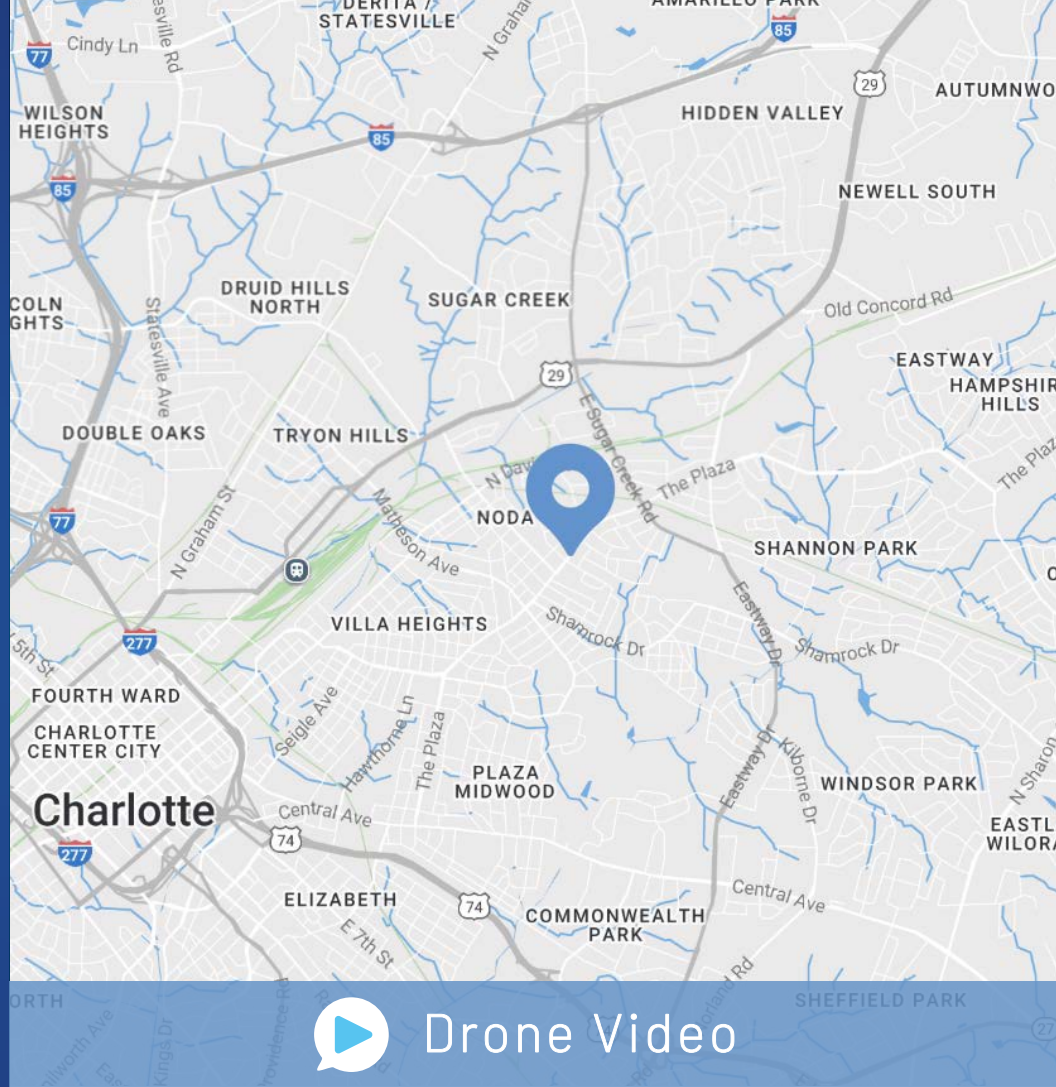 DERITA /
STATESVILLE
AMARILLO PARK
Cindy Ln
N Graham
85
77
29
AUTUMNWO
WILSON
HEIGHTS
HIDDEN VALLEY
85
85
NEWELL SOUTH
DRUID HILLS
NORTH
SUGAR CREEK
COLN
GHTS
Old Concord Rd
Statesville Ave
EASTWAY
29
HAMPSHIR
HILLS
E Sugar Creek Rd
DOUBLE OAKS
TRYON HILLS
N Davi
The Plaza
The Plaz
77
N Graham St
Matheson Ave
NODA
SHANNON PARK
VILLA HEIGHTS
Shamrock Dr
Eastway Dr
Shamrock Dr
277
5th St
FOURTH WARD
CHARLOTTE
CENTER CITY
Seigle Ave
Hawthorne Ln
The Plaza
PLAZA
MIDWOOD
Eastway Dr
Kilborne Dr
WINDSOR PARK
N Sharon
Charlotte
Central Ave
74
277
EASTL
WILORA
ELIZABETH
74
Central Ave
COMMONWEALTH
PARK
E 7th St
ORTH
SHEFFIELD PARK
Drone Video